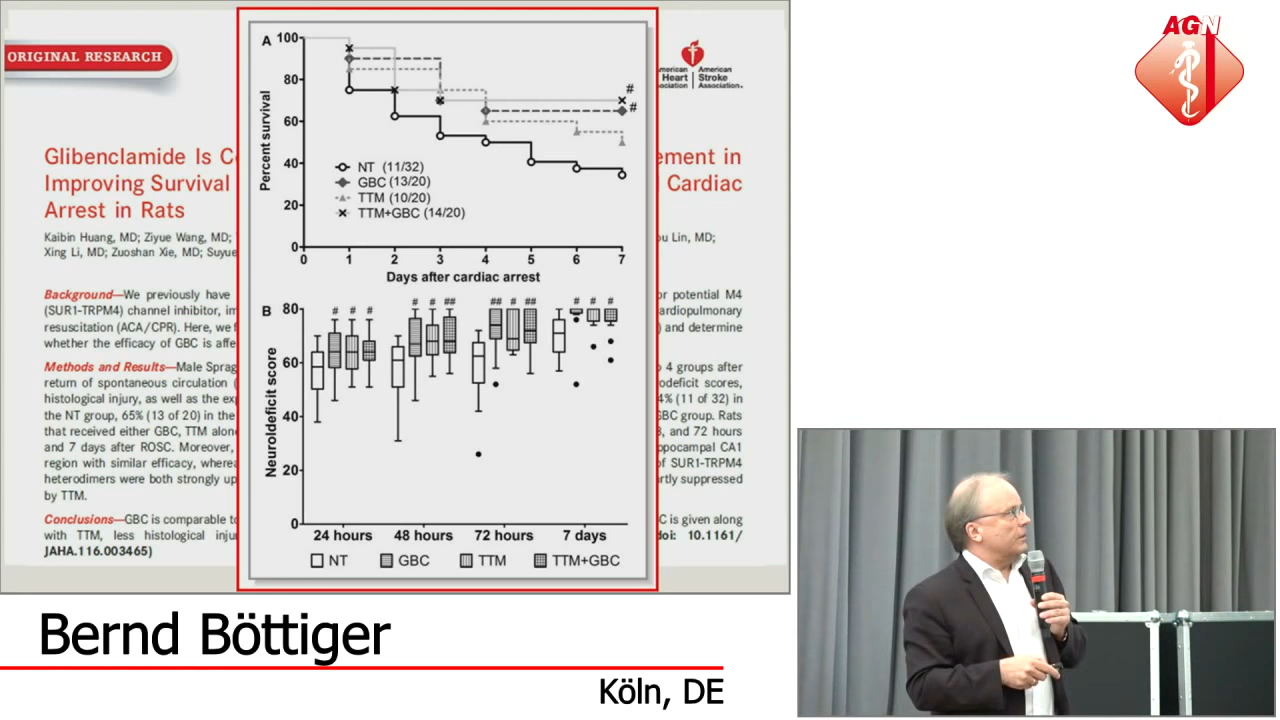 ORIGINAL RESEARCH
American Heart Association
American Stroke Association.
AGN
Glibenclamide Is C
ement in
Improving Survival
Cardiac
Arrest in Rats
Kaibin Huang, MD; Ziyue Wang, MD;
ou Lin, MD;
Xing Li, MD; Zuoshan Xie, MD; Suyue
Background—We previously have
or potential M4
(SUR1-TRPM4) channel inhibitor, im
ardiopulmonary
resuscitation (ACA/CPR). Here, we f
) and determine
whether the efficacy of GBC is affe
Methods and Results—Male Sprag
4 groups after
return of spontaneous circulation (
odeficit scores,
histological injury, as well as the exp
4% (11 of 32) in
the NT group, 65% (13 of 20) in the
GBC group. Rats
that received either GBC, TTM alon
, and 72 hours
and 7 days after ROSC. Moreover,
ppocampal CA1
region with similar efficacy, wherea
of SUR1-TRPM4
heterodimers were both strongly up
rtly suppressed
by TTM.
Conclusions—GBC is comparable to
C is given along
with TTM, less histological inju
doi: 10.1161/
JAHA.116.003465)
A
Percent survival
100
80
60
40
20
0
NT (11/32)
GBC (13/20)
TTM (10/20)
TTM+GBC (14/20)
#
#
0 1 2 3 4 5 6 7
Days after cardiac arrest
B
Neuroldeficit score
80
60
40
20
0
# # # # # ## ## # ## # # #
24 hours 48 hours 72 hours 7 days
NT GBC TTM TTM+GBC
Bernd Böttiger
Köln, DE